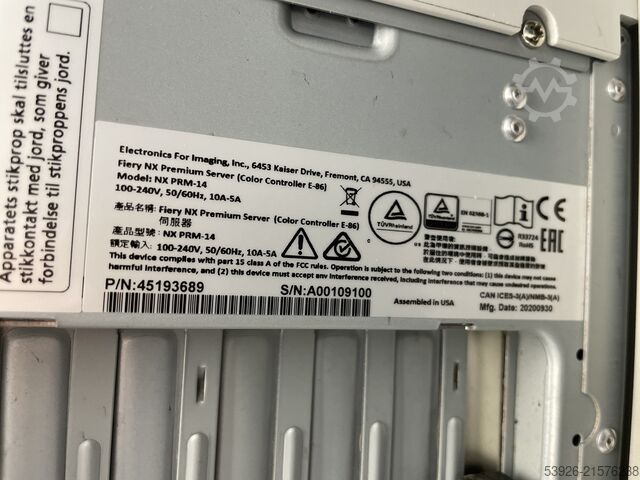 Apparatets stikprop skal tilsluttes en
stikkontakt med jord, som giver
forbindelse til stikproppens jord.
Electronics For Imaging, Inc., 6453 Kaiser Drive, Fremont, CA 94555, USA
Fiery NX Premium Server (Color Controller E-86)
Model: NX PRM-14
100-240V, 50/60Hz, 10A-5A
產品名稱: Fiery NX Premium Server (Color Controller E-86)
伺服器
產品型號: NX PRM-14
額定輸入: 100-240V, 50/60Hz, 10A-5A
TÜVRheinland
TÜVRheinland
RoHS
This device complies with part 15 class A of the FCC rules. Operation is subject to the following two conditions: (1) this device may not cause
harmful interference, and (2) this device must accept any interference received, including interference that may cause undesired operation.
P/N:45193689
S/N:A00109100
Assembled in USA
CAN ICES-3(A)/NMB-3(A)
Mfg. Date: 20200930
53926-21576288